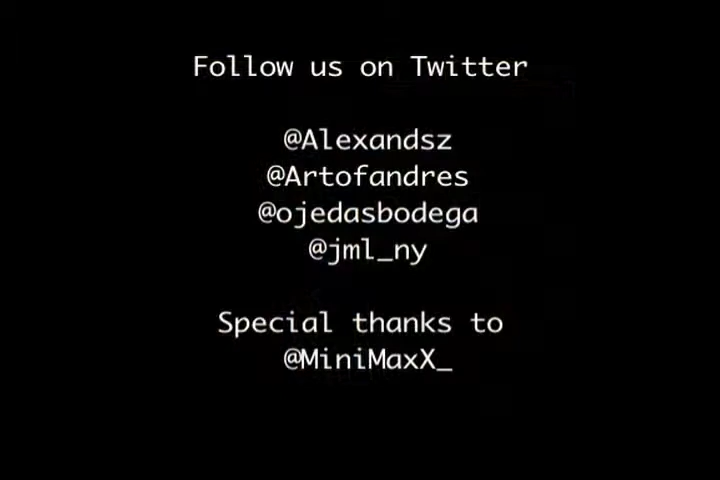 Follow us on Twitter
@Alexandsz
@Artofandres
@ojedasbodega
@jml_ny
Special thanks to
@MiniMaxX_